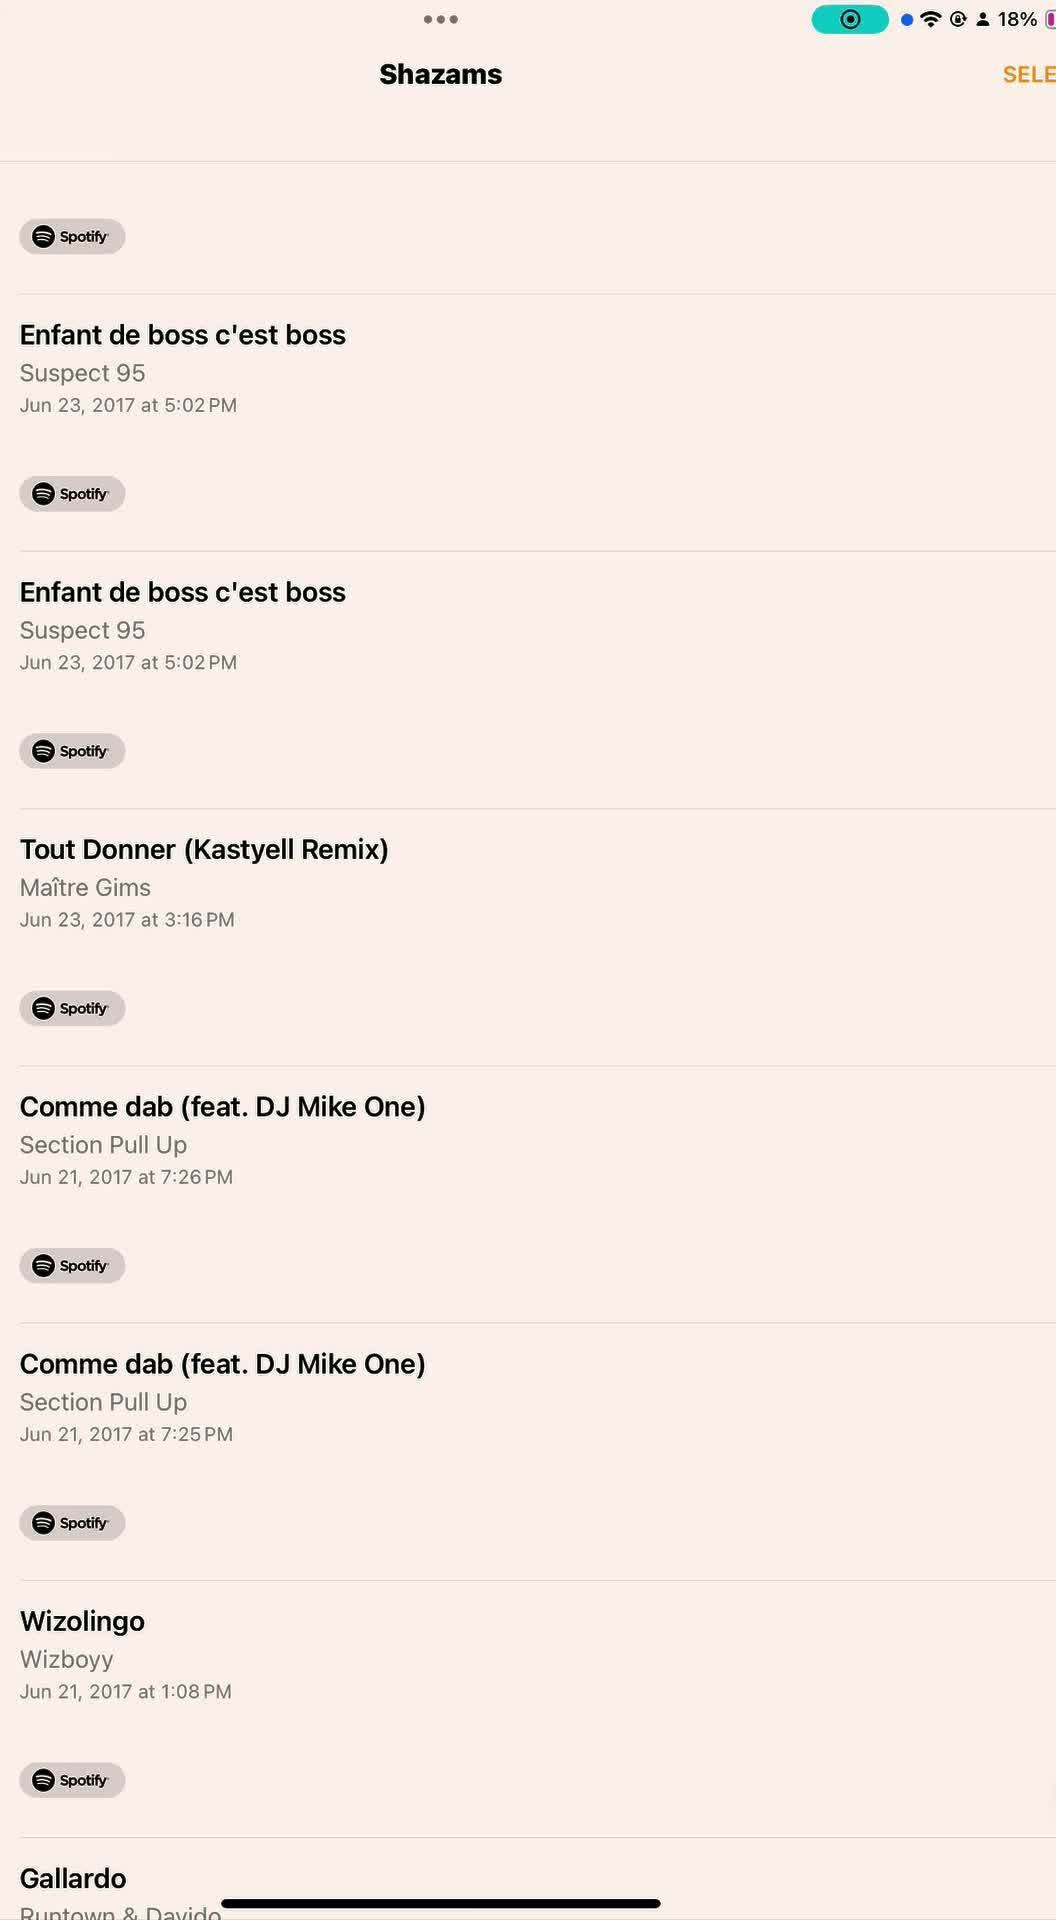 18%
Shazams
SELE
Spotify
Enfant de boss c'est boss
Suspect 95
Jun 23, 2017 at 5:02 PM
Spotify
Enfant de boss c'est boss
Suspect 95
Jun 23, 2017 at 5:02 PM
Spotify
Tout Donner (Kastyell Remix)
Maître Gims
Jun 23, 2017 at 3:16 PM
Spotify
Comme dab (feat. DJ Mike One)
Section Pull Up
Jun 21, 2017 at 7:26 PM
Spotify
Comme dab (feat. DJ Mike One)
Section Pull Up
Jun 21, 2017 at 7:25 PM
Spotify
Wizolingo
Wizboyy
Jun 21, 2017 at 1:08 PM
Spotify
Gallardo
Runtown & Davido